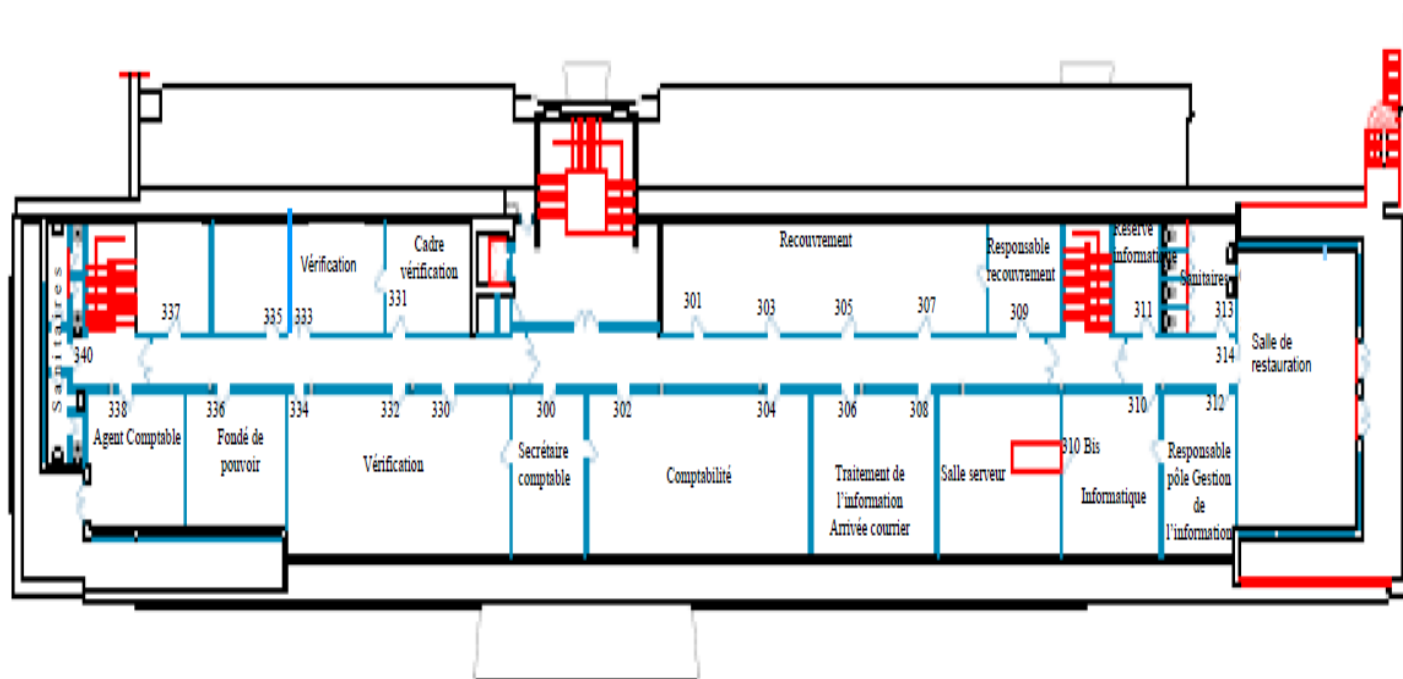 Recouvrement
Cadre
vérification
Vérification
Responsable
recouvrement
Réserve
informatique
Sanitaires
Sanitaires
337
335
333
331
301
303
305
307
309
311
313
340
314
Salle de
restauration
338
336
334
332
330
300
302
304
306
308
310
312
Agent Comptable
Fondé de
pouvoir
Vérification
Secrétaire
comptable
Comptabilité
Traitement de
l'information
Arrivée courrier
Salle serveur
310 Bis
Informatique
Responsable
pôle Gestion
de
l'information